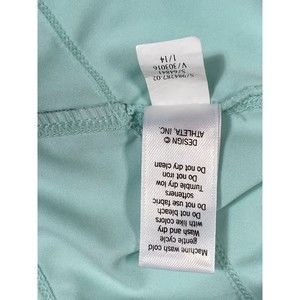 Machine wash cold
gentle cycle
Wash and dry
with like colors
Do not bleach
Do not use fabric
softeners
Tumble dry low
Do not iron
Do not dry clean
DESIGN ©
ATHLETA, INC.
V/303016
1/14